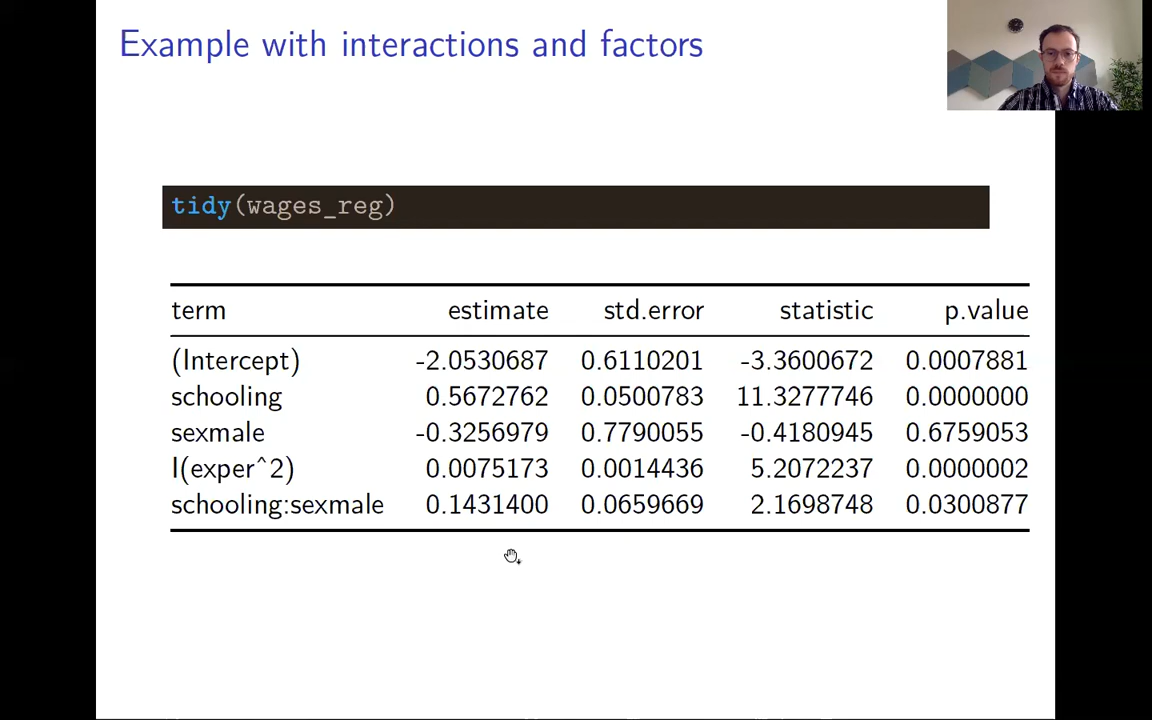 Example with interactions and factors
tidy(wages_reg)
term estimate std.error statistic p.value
(Intercept) -2.0530687 0.6110201 -3.3600672 0.0007881
schooling 0.5672762 0.0500783 11.3277746 0.0000000
sexmale -0.3256979 0.7790055 -0.4180945 0.6759053
I(exper^2) 0.0075173 0.0014436 5.2072237 0.0000002
schooling:sexmale 0.1431400 0.0659669 2.1698748 0.0300877